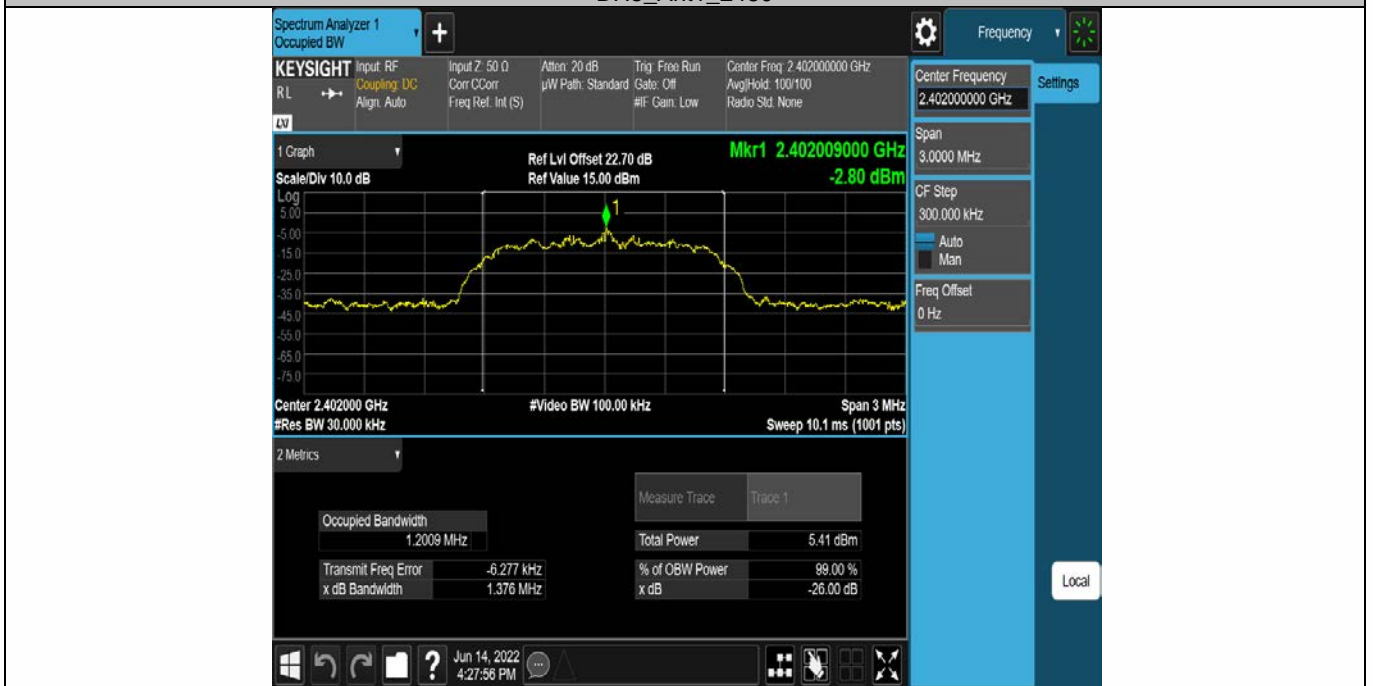 Spectrum Analyzer 1
Occupied BW
+
Frequency
KEYSIGHT
RL
LXI
Input: RF
Coupling: DC
Align: Auto
Input Z: 50 Ω
Corr CCorr
Freq Ref: Int (S)
Atten: 20 dB
µW Path: Standard
Trig: Free Run
Gate: Off
#IF Gain: Low
Center Freq: 2.402000000 GHz
Avg|Hold: 100/100
Radio Std: None
Center Frequency
2.402000000 GHz
Settings
Span
3.0000 MHz
CF Step
300.000 kHz
Auto
Man
Freq Offset
0 Hz
1 Graph
Scale/Div 10.0 dB
Ref Lvl Offset 22.70 dB
Ref Value 15.00 dBm
Mkr1 2.402009000 GHz
-2.80 dBm
Log
5.00
-5.00
-15.0
-25.0
-35.0
-45.0
-55.0
-65.0
-75.0
1
Center 2.402000 GHz
#Res BW 30.000 kHz
#Video BW 100.00 kHz
Span 3 MHz
Sweep 10.1 ms (1001 pts)
2 Metrics
Measure Trace Trace 1
Occupied Bandwidth
1.2009 MHz
Total Power 5.41 dBm
Transmit Freq Error -6.277 kHz
% of OBW Power 99.00 %
x dB Bandwidth 1.376 MHz
x dB -26.00 dB
Local
?
Jun 14, 2022
4:27:56 PM